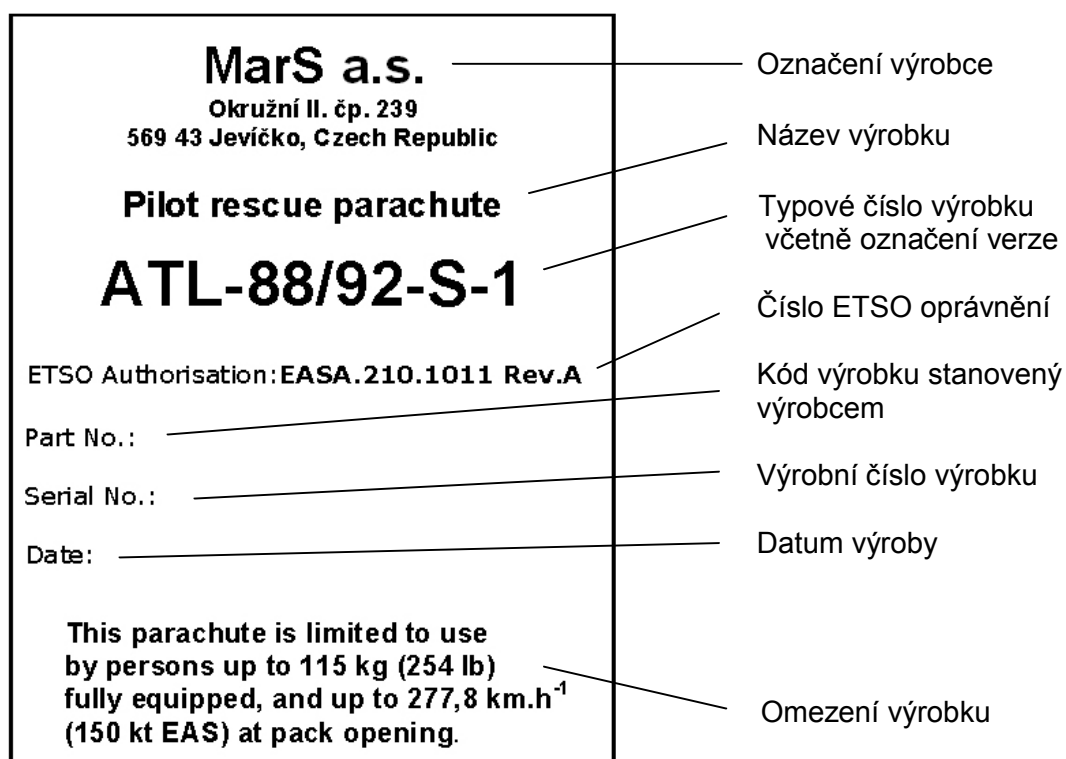 MarS a.s.
Okružní II. čp. 239
569 43 Jevíčko, Czech Republic
Pilot rescue parachute
ATL-88/92-S-1
ETSO Authorisation:EASA.210.1011 Rev.A
Part No.:
Serial No.:
Date:
This parachute is limited to use
by persons up to 115 kg (254 lb)
fully equipped, and up to 277,8 km.h⁻¹
(150 kt EAS) at pack opening.
Označení výrobce
Název výrobku
Typové číslo výrobku
včetně označení verze
Číslo ETSO oprávnění
Kód výrobku stanovený
výrobcem
Výrobní číslo výrobku
Datum výroby
Omezení výrobku